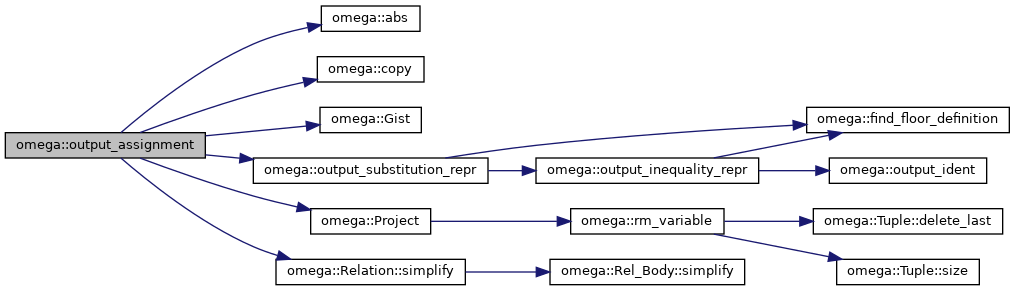 omega::abs
omega::copy
omega::Gist
omega::find_floor_definition
omega::output_assignment
omega::output_substitution_repr
omega::output_inequality_repr
omega::output_ident
omega::Project
omega::rm_variable
omega::Tuple::delete_last
omega::Relation::simplify
omega::Rel_Body::simplify
omega::Tuple::size